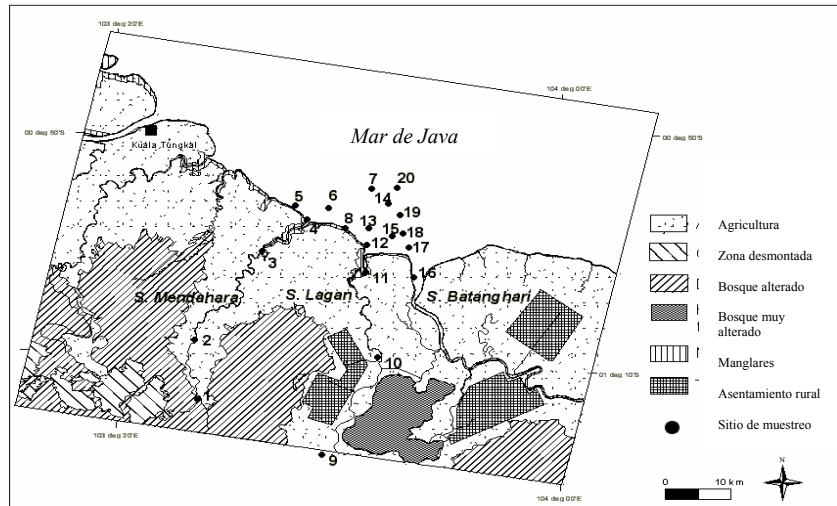 103 deg 20'E
104 deg 00'E
00 deg 50'S
00 deg 50'S
Kuala Tungkal
Mar de Java
7
20
14
5
6
19
4
8
13
15
18
12
17
3
11
16
S. Mendahara
S. Lagan
S. Batanghari
2
10
1
01 deg 10'S
103 deg 20'E
9
104 deg 00'E
Agricultura
Zona desmontada
Bosque alterado
Bosque muy
alterado
Manglares
Asentamiento rural
Sitio de muestreo
N
0 10 km